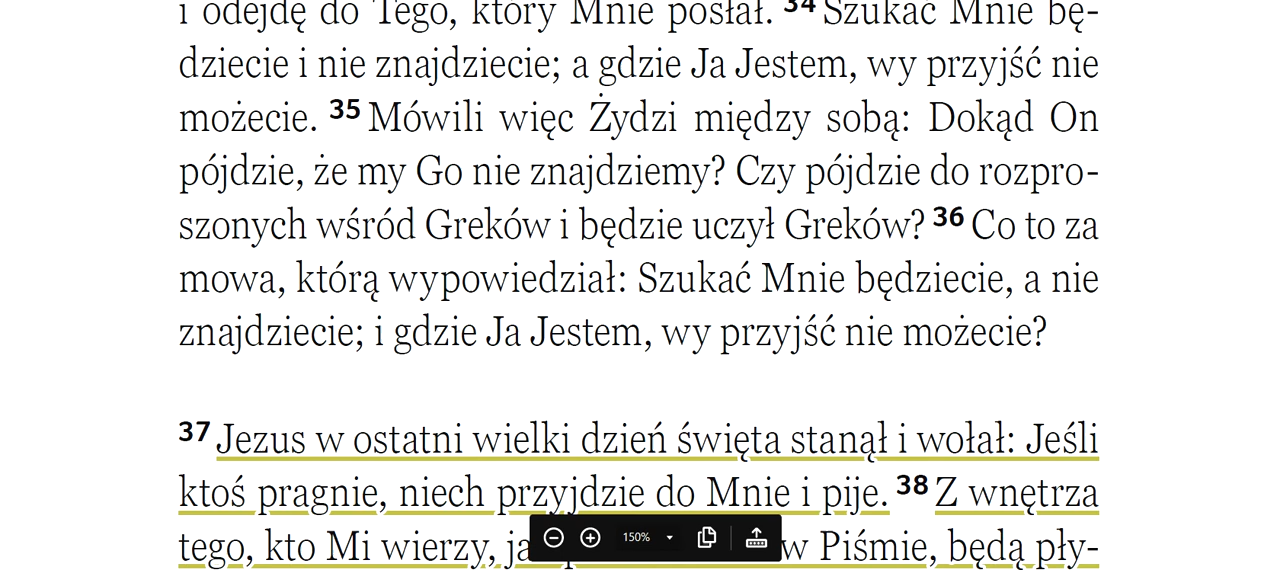 i odejdę do Tego, który Mnie posłał. 34 Szukać Mnie bę-
dziecie i nie znajdziecie; a gdzie Ja Jestem, wy przyjść nie
możecie. 35 Mówili więc Żydzi między sobą: Dokąd On
pójdzie, że my Go nie znajdziemy? Czy pójdzie do rozpro-
szonych wśród Greków i będzie uczył Greków? 36 Co to za
mowa, którą wypowiedział: Szukać Mnie będziecie, a nie
znajdziecie; i gdzie Ja Jestem, wy przyjść nie możecie?
37 Jezus w ostatni wielki dzień święta stanął i wołał: Jeśli
ktoś pragnie, niech przyjdzie do Mnie i pije. 38 Z wnętrza
tego, kto Mi wierzy, w Piśmie, będą pły-
150%